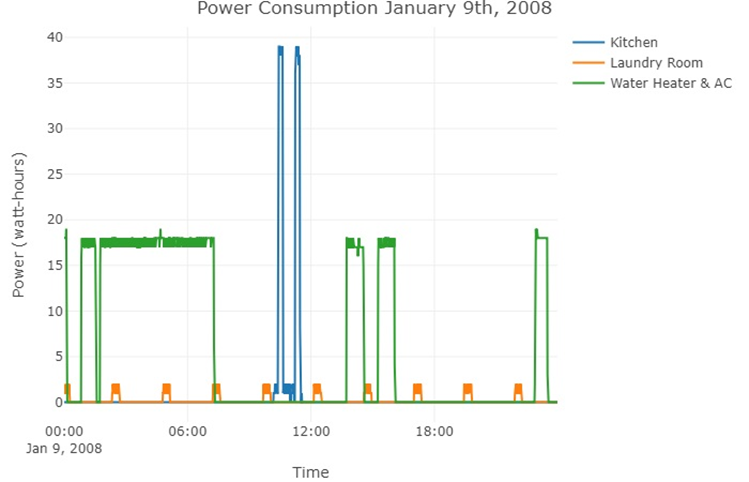 Power Consumption January 9th, 2008
Kitchen
Laundry Room
Water Heater & AC
Power (watt-hours)
40
35
30
25
20
15
10
5
0
00:00
Jan 9, 2008
06:00
12:00
18:00
Time